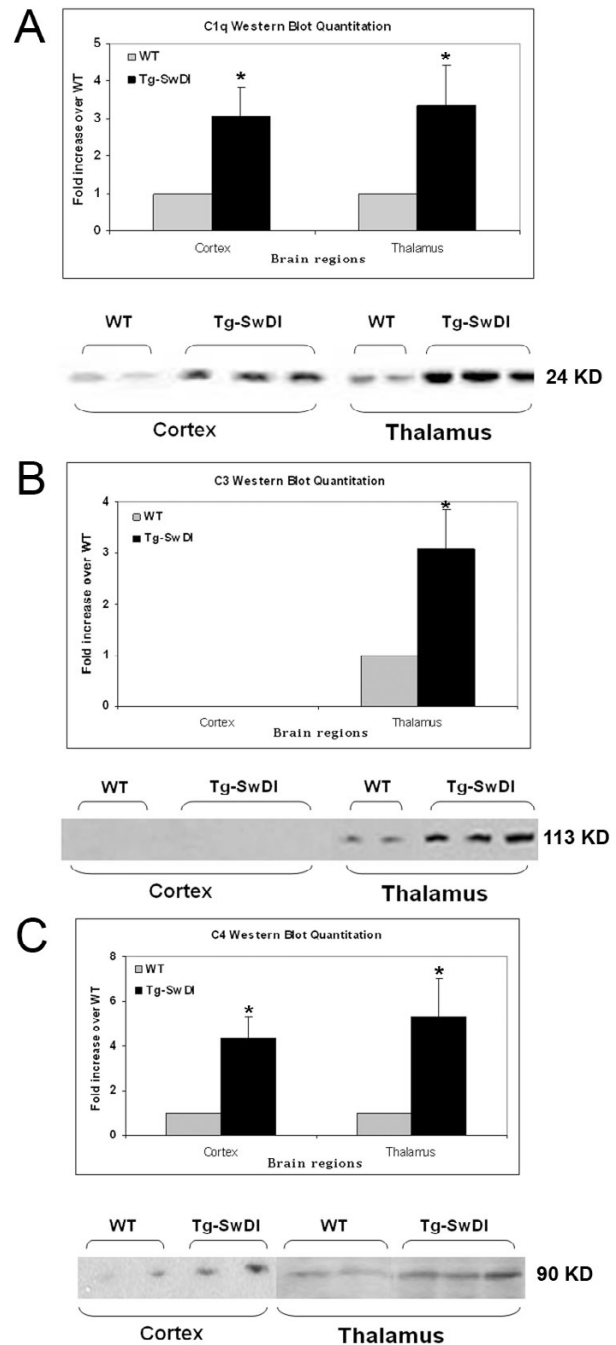 A
C1q Western Blot Quantitation
Fold increase over WT
5
4
3
2
1
0
WT
Tg-SwDI
*
*
Cortex
Thalamus
Brain regions
WT
Tg-SwDI
WT
Tg-SwDI
24 KD
Cortex
Thalamus
B
C3 Western Blot Quantitation
Fold increase over WT
4
3
2
1
0
WT
Tg-SwDI
*
Cortex
Thalamus
Brain regions
WT
Tg-SwDI
WT
Tg-SwDI
113 KD
Cortex
Thalamus
C
C4 Western Blot Quantitation
Fold increase over WT
8
6
4
2
0
WT
Tg-SwDI
*
*
Cortex
Thalamus
Brain regions
WT
Tg-SwDI
WT
Tg-SwDI
90 KD
Cortex
Thalamus